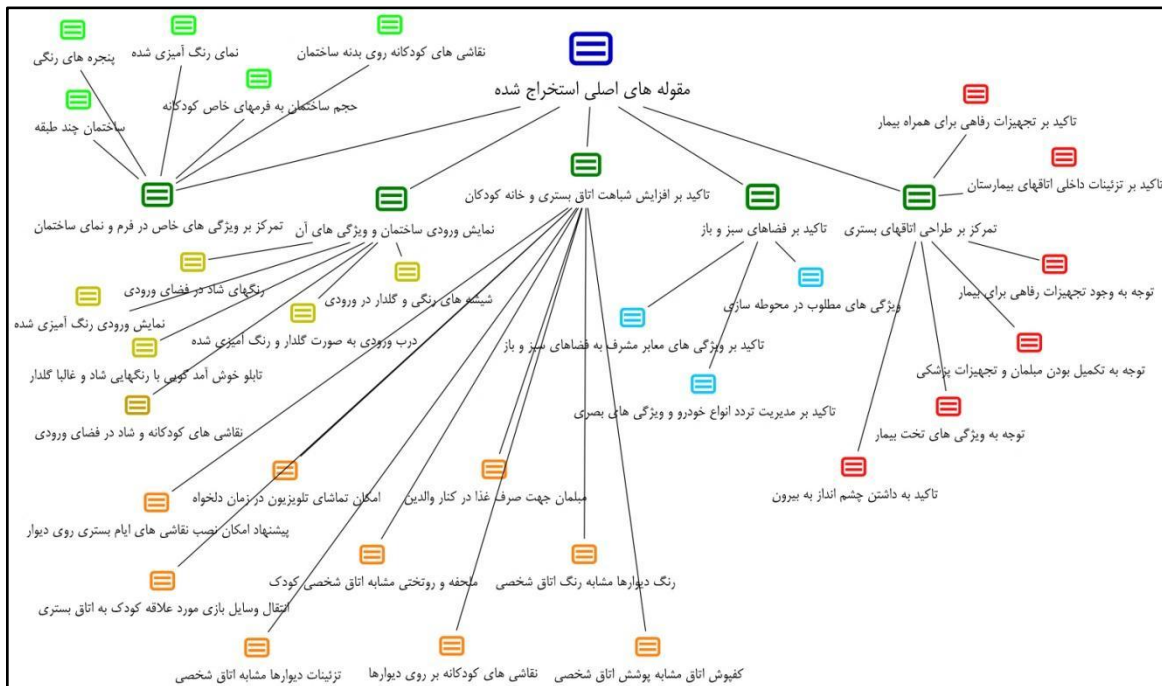 مقوله های اصلی استخراج شده
نقاشی های کودکانه روی بدنه ساختمان
نمای رنگ آمیزی شده
پنجره های رنگی
حجم ساختمان به فرمهای خاص کودکانه
ساختمان چند طبقه
تاکید بر تجهیزات رفاهی برای همراه بیمار
تاکید بر تزئینات داخلی اتاقهای بیمارستان
تمرکز بر طراحی اتاقهای بستری
تاکید بر فضاهای سبز و باز
تاکید بر افزایش شباهت اتاق بستری و خانه کودکان
نمایش ورودی ساختمان و ویژگی های آن
تمرکز بر ویژگی های خاص در فرم و نمای ساختمان
توجه به وجود تجهیزات رفاهی برای بیمار
ویژگی های مطلوب در محوطه سازی
شیشه های رنگی و گلدار در ورودی
رنگهای شاد در فضای ورودی
نمایش ورودی رنگ آمیزی شده
درب ورودی به صورت گلدار و رنگ آمیزی شده
تاکید بر ویژگی های معابر مشرف به فضاهای سبز و باز
توجه به تکمیل بودن مبلمان و تجهیزات پزشکی
تابلو خوش آمد گویی با رنگهایی شاد و غالبا گلدار
تاکید بر مدیریت تردد انواع خودرو و ویژگی های بصری
توجه به ویژگی های تخت بیمار
نقاشی های کودکانه و شاد در فضای ورودی
تاکید به داشتن چشم انداز به بیرون
مبلمان جهت صرف غذا در کنار والدین
امکان تماشای تلویزیون در زمان دلخواه
پیشنهاد امکان نصب نقاشی های ایام بستری روی دیوار
رنگ دیوارها مشابه رنگ اتاق شخصی
ملحفه و روتختی مشابه اتاق شخصی کودک
انتقال وسایل بازی مورد علاقه کودک به اتاق بستری
کفپوش اتاق مشابه پوشش اتاق شخصی
نقاشی های کودکانه بر روی دیوارها
تزئینات دیوارها مشابه اتاق شخصی